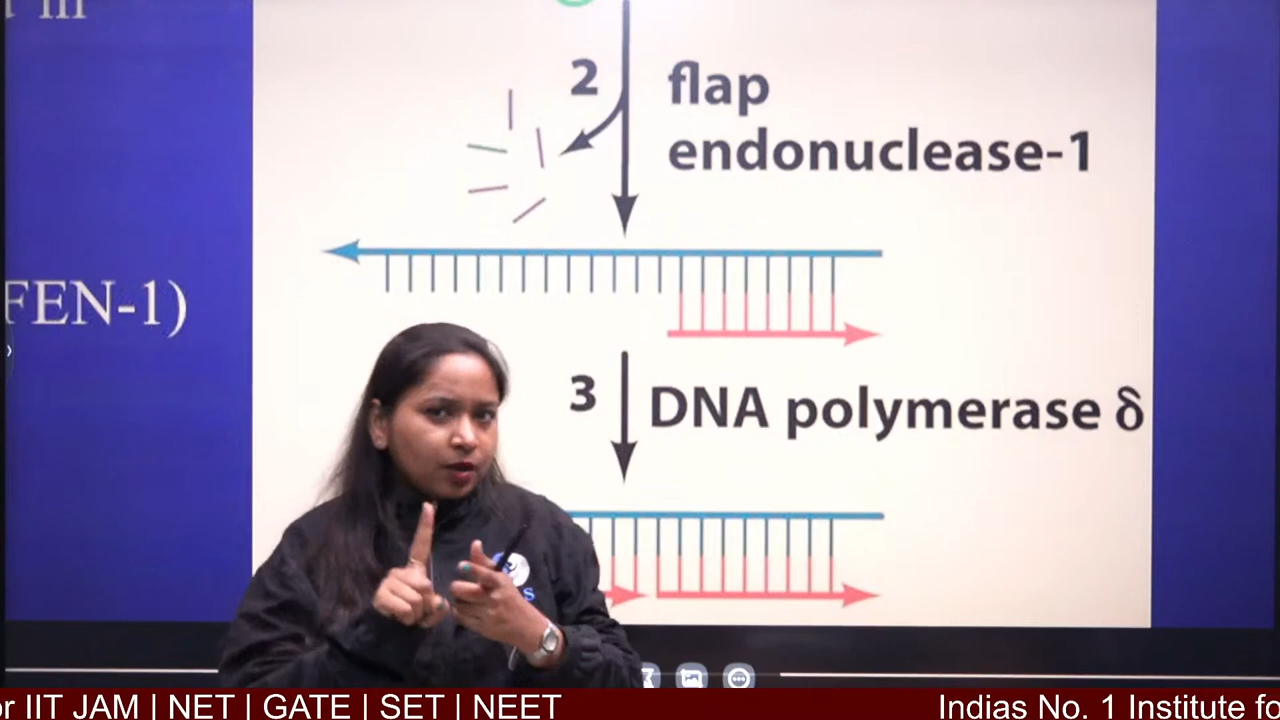 in
2
flap
endonuclease-1
FEN-1)
3
DNA polymerase δ
S
or IIT JAM | NET | GATE | SET | NEET
Indias No. 1 Institute fo